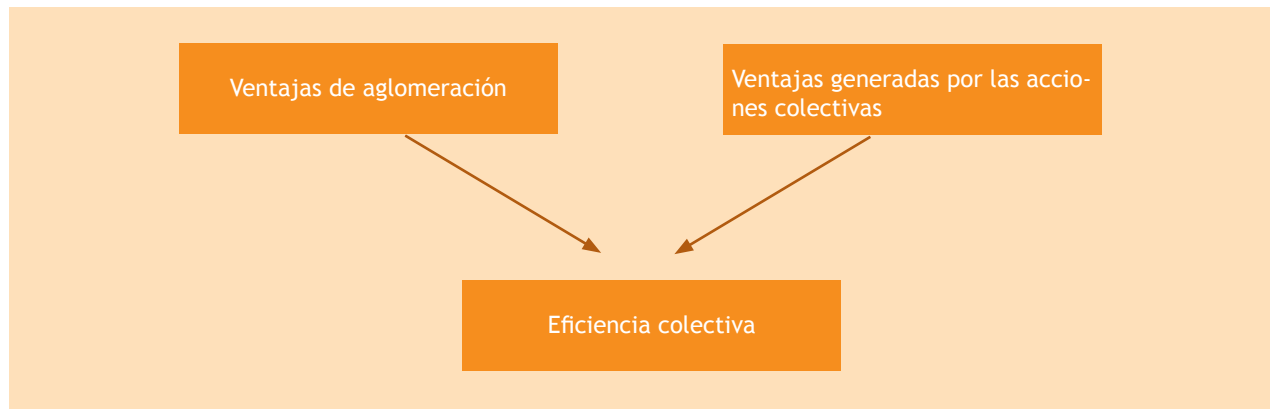 Ventajas de aglomeración
Ventajas generadas por las accio-
nes colectivas
Eficiencia colectiva